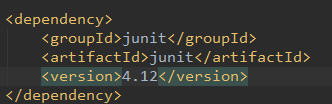 <dependency>
    <groupId>junit</groupId>
    <artifactId>junit</artifactId>
    <version>4.12</version>
</dependency>